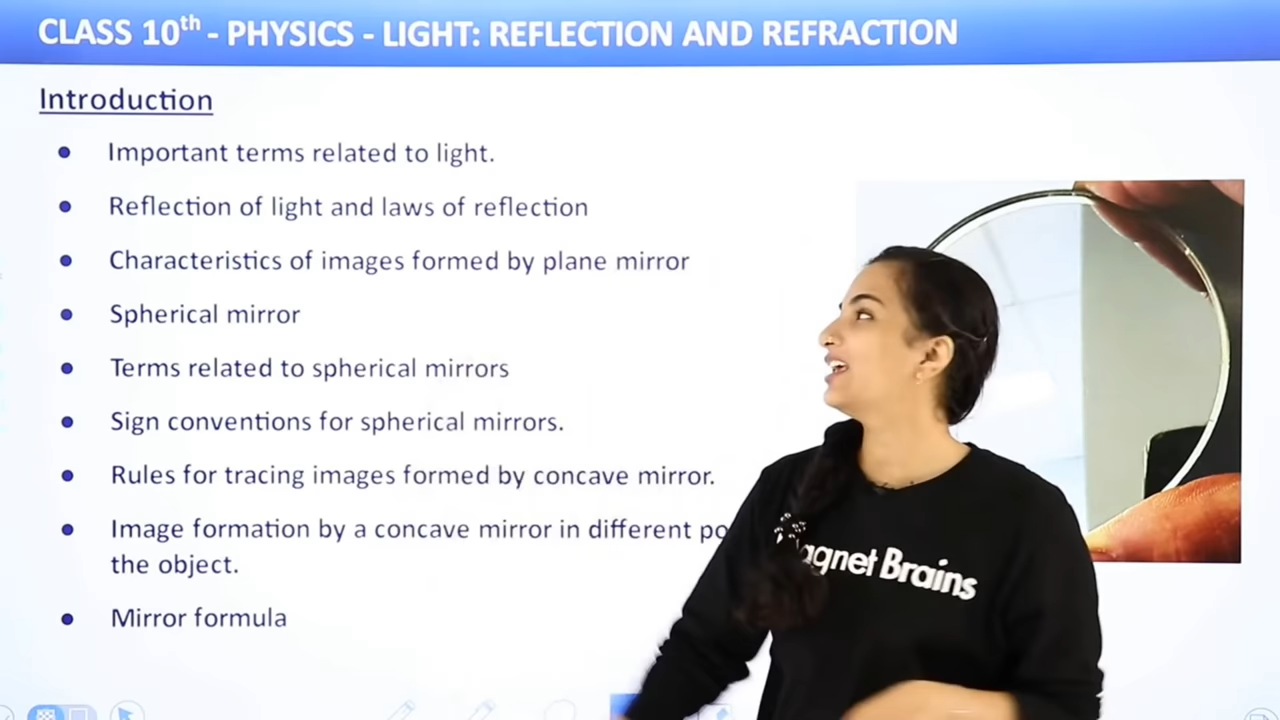 CLASS 10th - PHYSICS - LIGHT: REFLECTION AND REFRACTION
Introduction
● Important terms related to light.
● Reflection of light and laws of reflection
● Characteristics of images formed by plane mirror
● Spherical mirror
● Terms related to spherical mirrors
● Sign conventions for spherical mirrors.
● Rules for tracing images formed by concave mirror.
● Image formation by a concave mirror in different
the object.
● Mirror formula
Brains